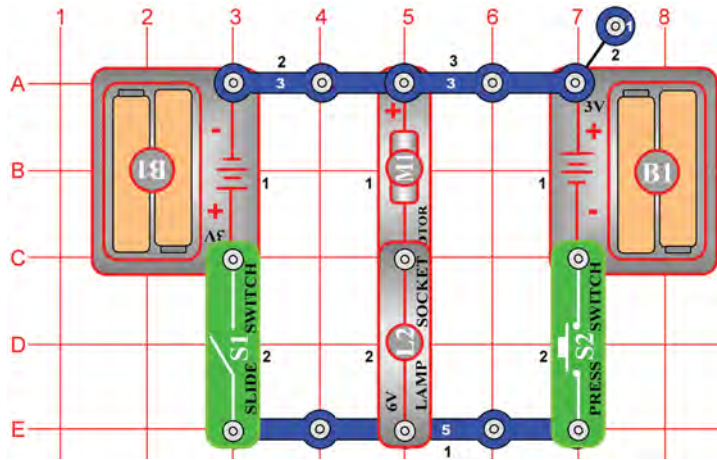 1 2 3 4 5 6 7 8
1
2 3 2
A 3 3
3V
- + +
B B1 1 M1 1 1 B1
+ -
3V OTOR
C
SLIDE S1 SWITCH
LAMP L2 SOCKET
PRESS S2 SWITCH
D 2 2 2
6V
E 5
1